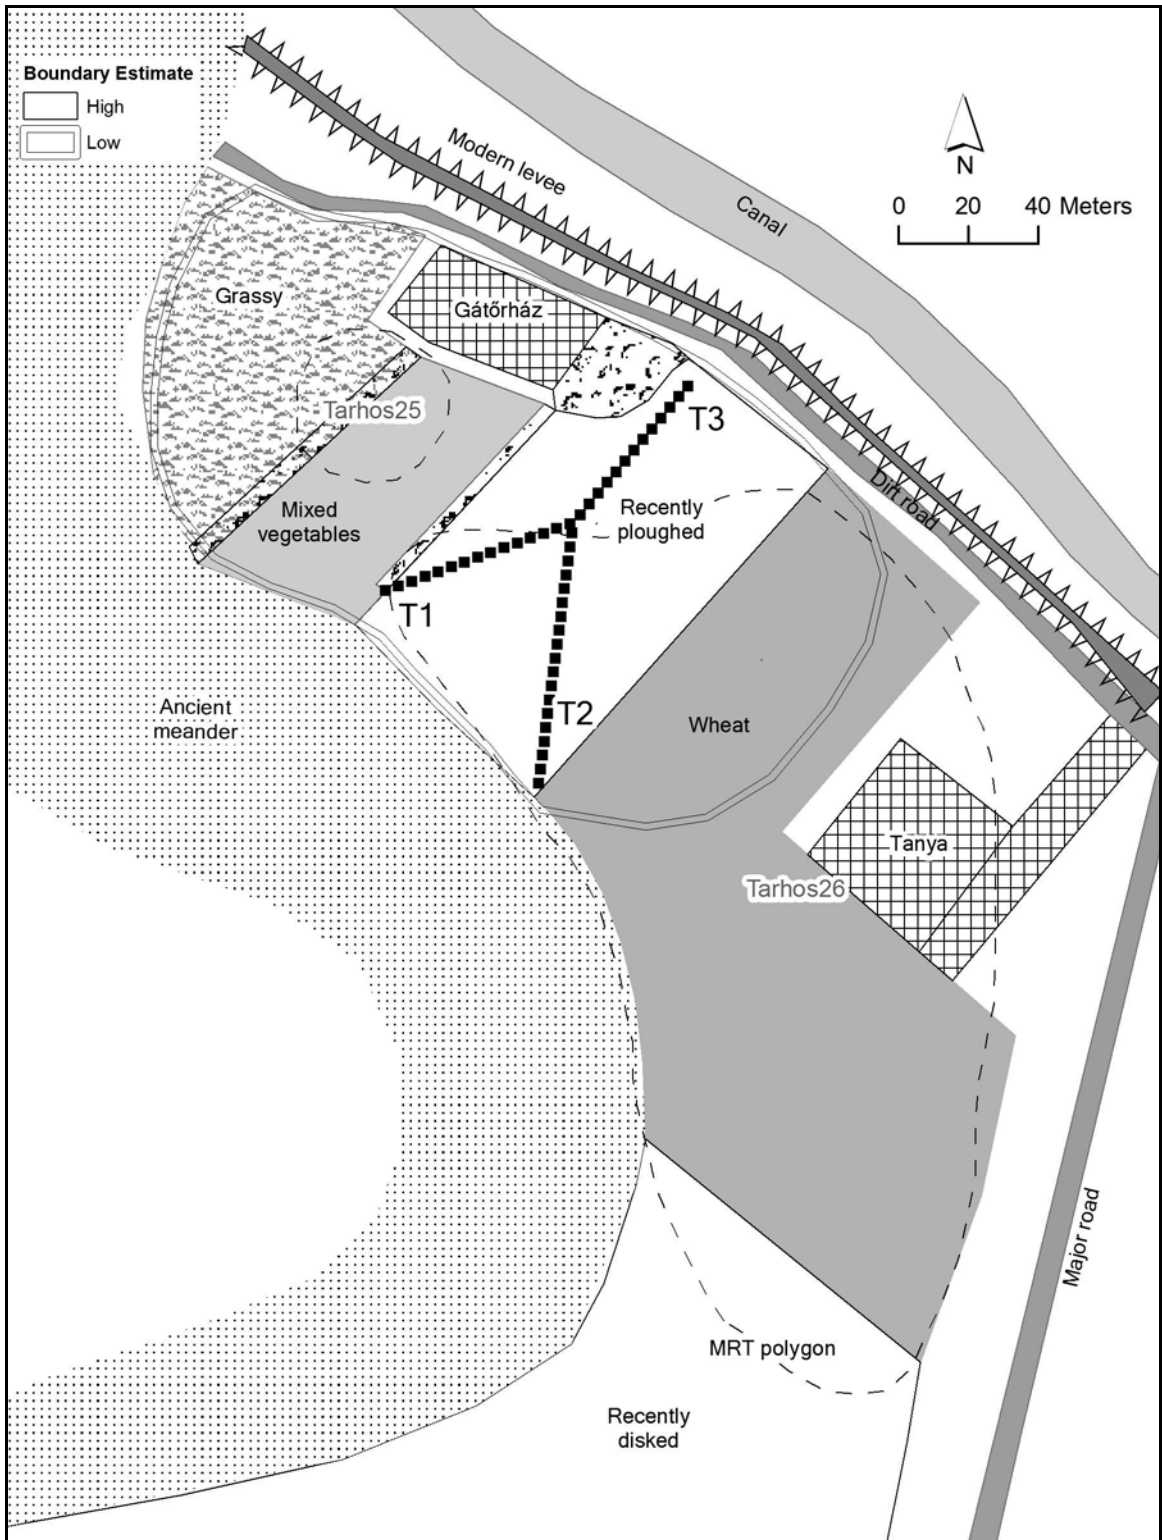 Boundary Estimate
High
Low
Modern levee
Canal
N
0 20 40 Meters
Grassy
Gátőrház
Tarhos25
T3
Dirt road
Mixed
vegetables
Recently
ploughed
T1
Ancient
meander
T2
Wheat
Tanya
Tarhos26
Major road
MRT polygon
Recently
disked